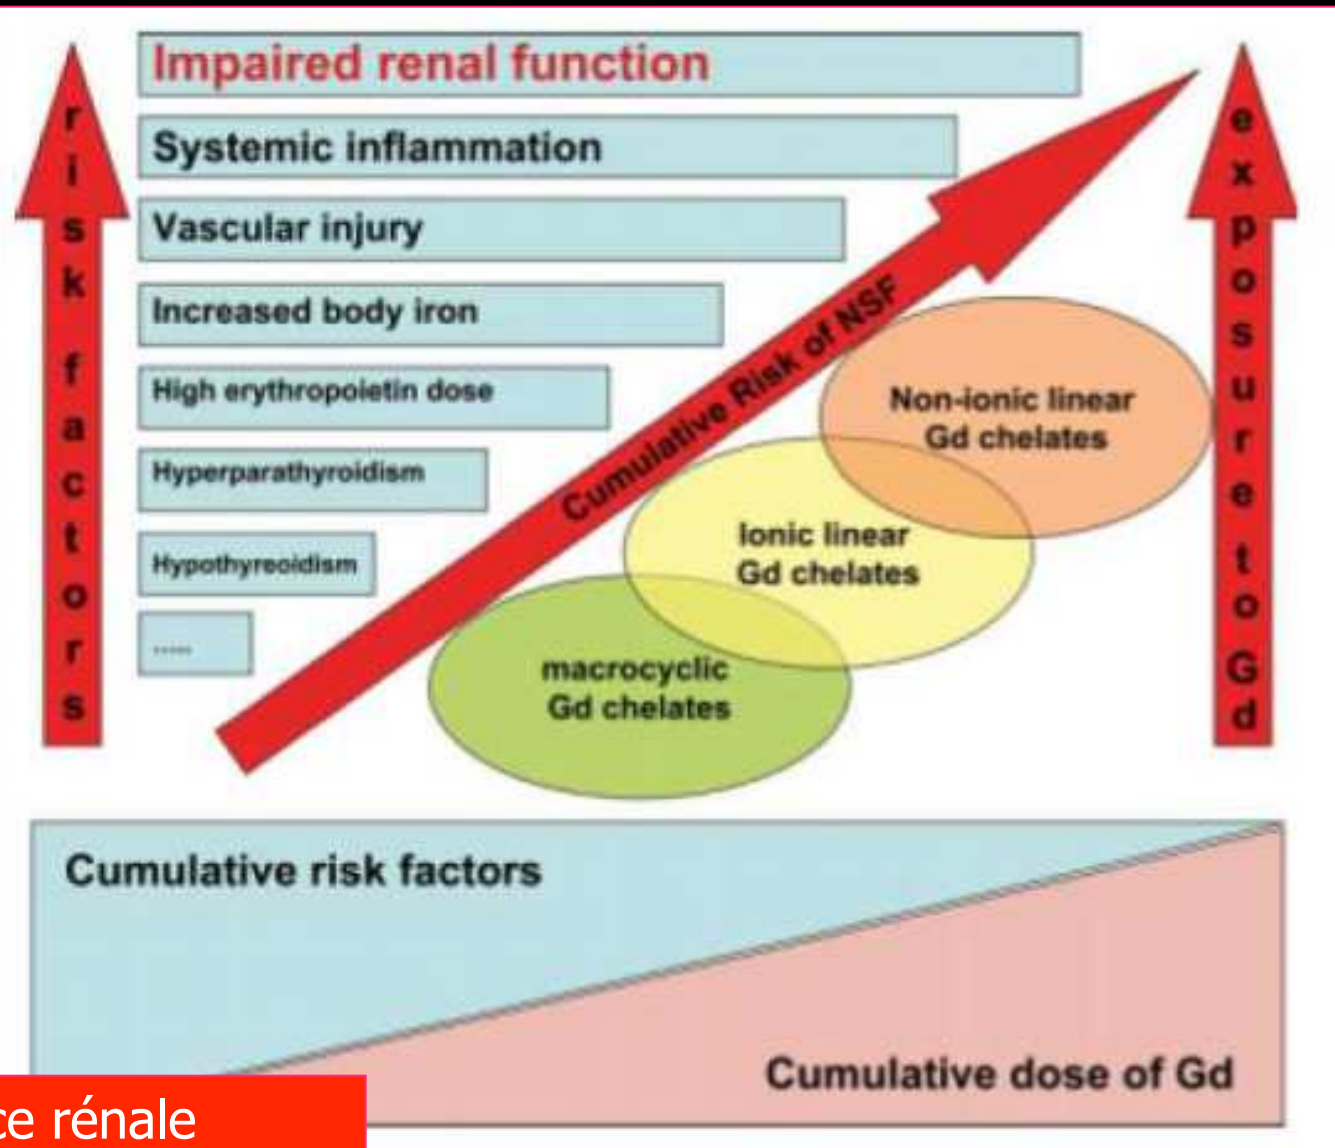 risk factors
Impaired renal function
Systemic inflammation
Vascular injury
Increased body iron
High erythropoietin dose
Hyperparathyroidism
Hypothyreoidism
.....
Cumulative Risk of NSF
Non-ionic linear
Gd chelates
Ionic linear
Gd chelates
macrocyclic
Gd chelates
exposure to Gd
Cumulative risk factors
Cumulative dose of Gd
ce rénale